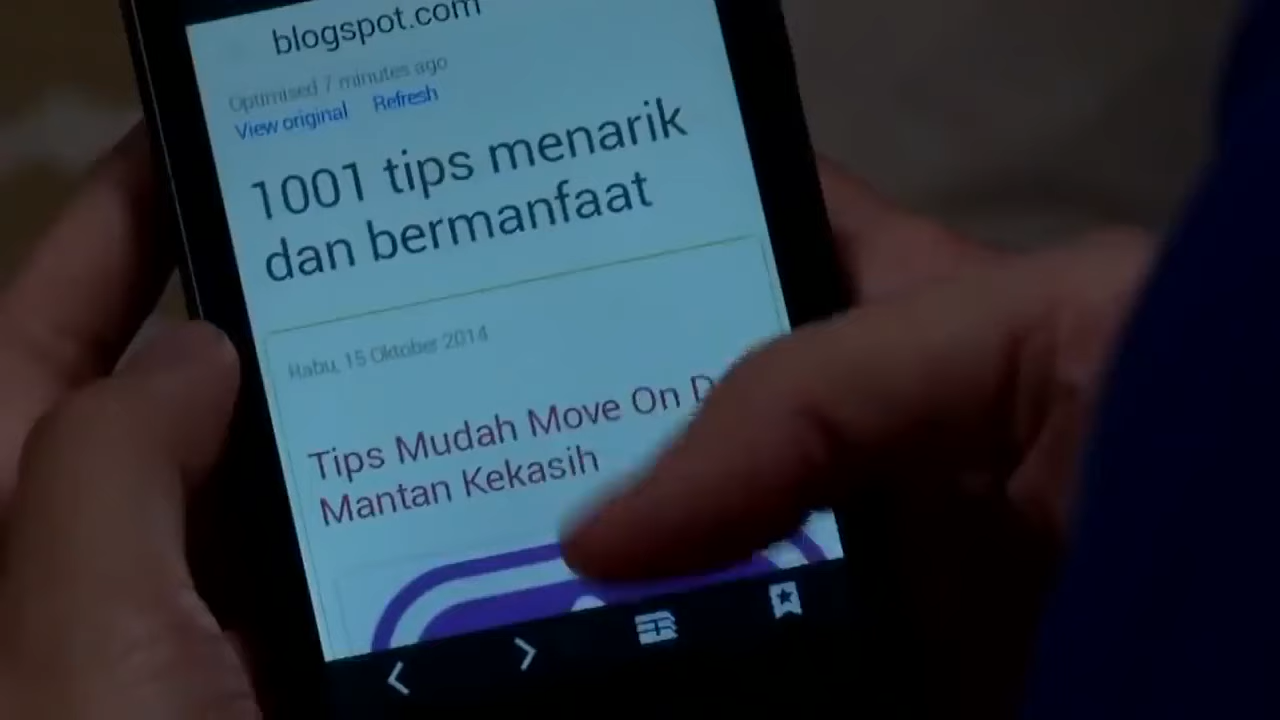 blogspot.com
Optimised 7 minutes ago
View original Refresh
1001 tips menarik
dan bermanfaat
Rabu, 15 Oktober 2014
Tips Mudah Move On
Mantan Kekasih